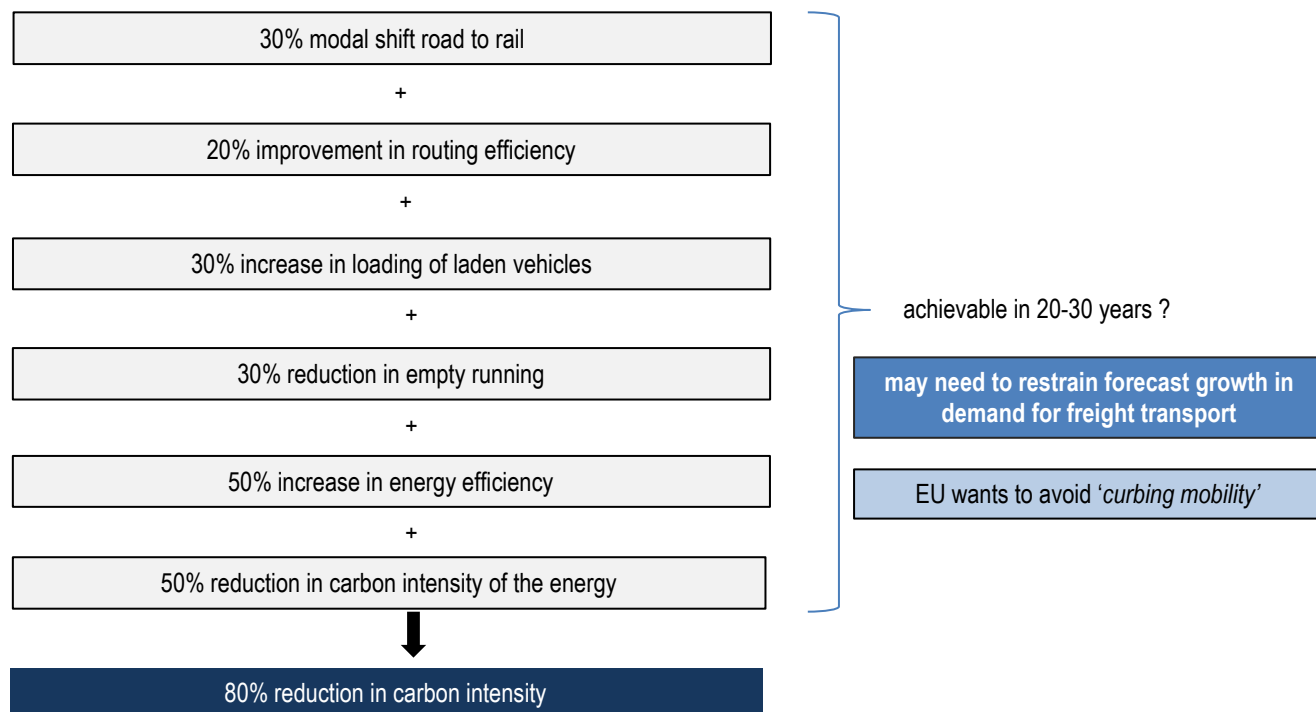 30% modal shift road to rail
+
20% improvement in routing efficiency
+
30% increase in loading of laden vehicles
+
30% reduction in empty running
+
50% increase in energy efficiency
+
50% reduction in carbon intensity of the energy
80% reduction in carbon intensity
achievable in 20-30 years ?
may need to restrain forecast growth in
demand for freight transport
EU wants to avoid ‘curbing mobility’